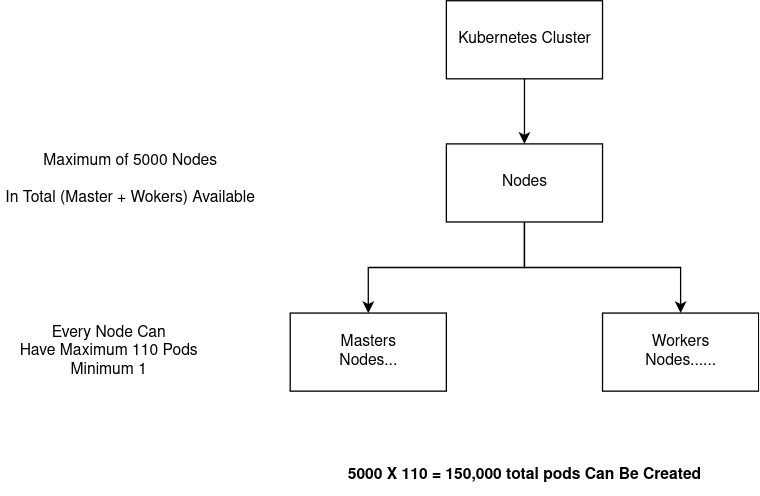 Kubernetes Cluster
Maximum of 5000 Nodes
In Total (Master + Wokers) Available
Nodes
Every Node Can
Have Maximum 110 Pods
Minimum 1
Masters
Nodes...
Workers
Nodes......
5000 X 110 = 150,000 total pods Can Be Created